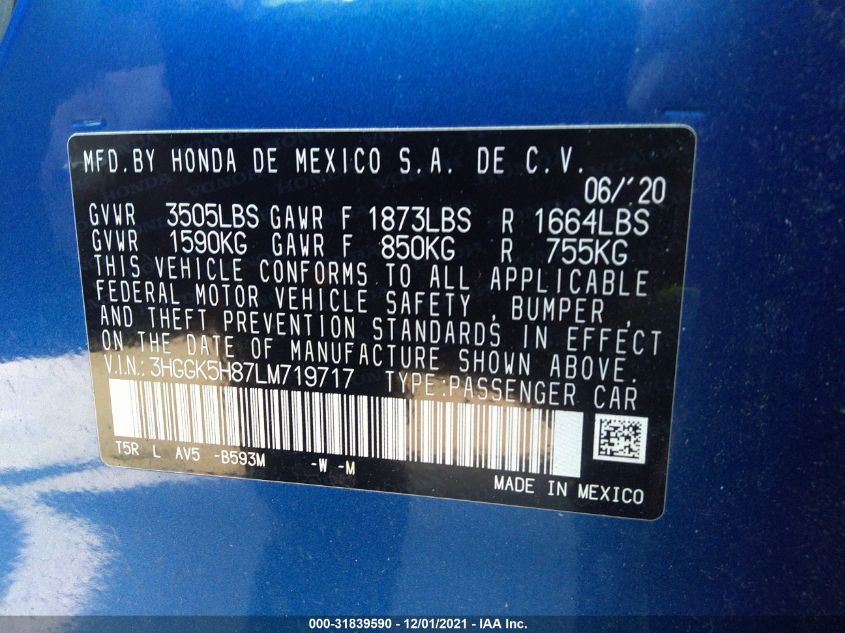 MFD.BY HONDA DE MEXICO S.A. DE C.V.
06/'20
GVWR 3505LBS GAWR F 1873LBS R 1664LBS
GVWR 1590KG GAWR F 850KG R 755KG
THIS VEHICLE CONFORMS TO ALL APPLICABLE
FEDERAL MOTOR VEHICLE SAFETY, BUMPER,
AND THEFT PREVENTION STANDARDS IN EFFECT
ON THE DATE OF MANUFACTURE SHOWN ABOVE.
V.I.N.: 3HGGK5H87LM719717 TYPE:PASSENGER CAR
T5R L AV5 -B593M -W -M
MADE IN MEXICO
000-31839590 - 12/01/2021 - IAA Inc.